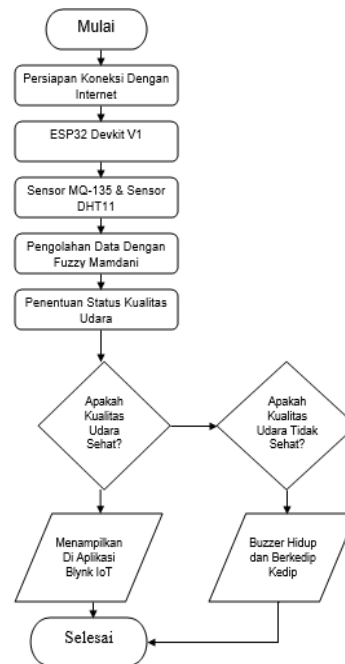 Mulai
Persiapan Koneksi Dengan
Internet
ESP32 Devkit V1
Sensor MQ-135 & Sensor
DHT11
Pengolahan Data Dengan
Fuzzy Mamdani
Penentuan Status Kualitas
Udara
Apakah
Kualitas
Udara
Sehat?
Apakah
Kualitas
Udara Tidak
Sehat?
Menampilkan
Di Aplikasi
Blynk IoT
Buzzer Hidup
dan Berkedip
Kedip
Selesai